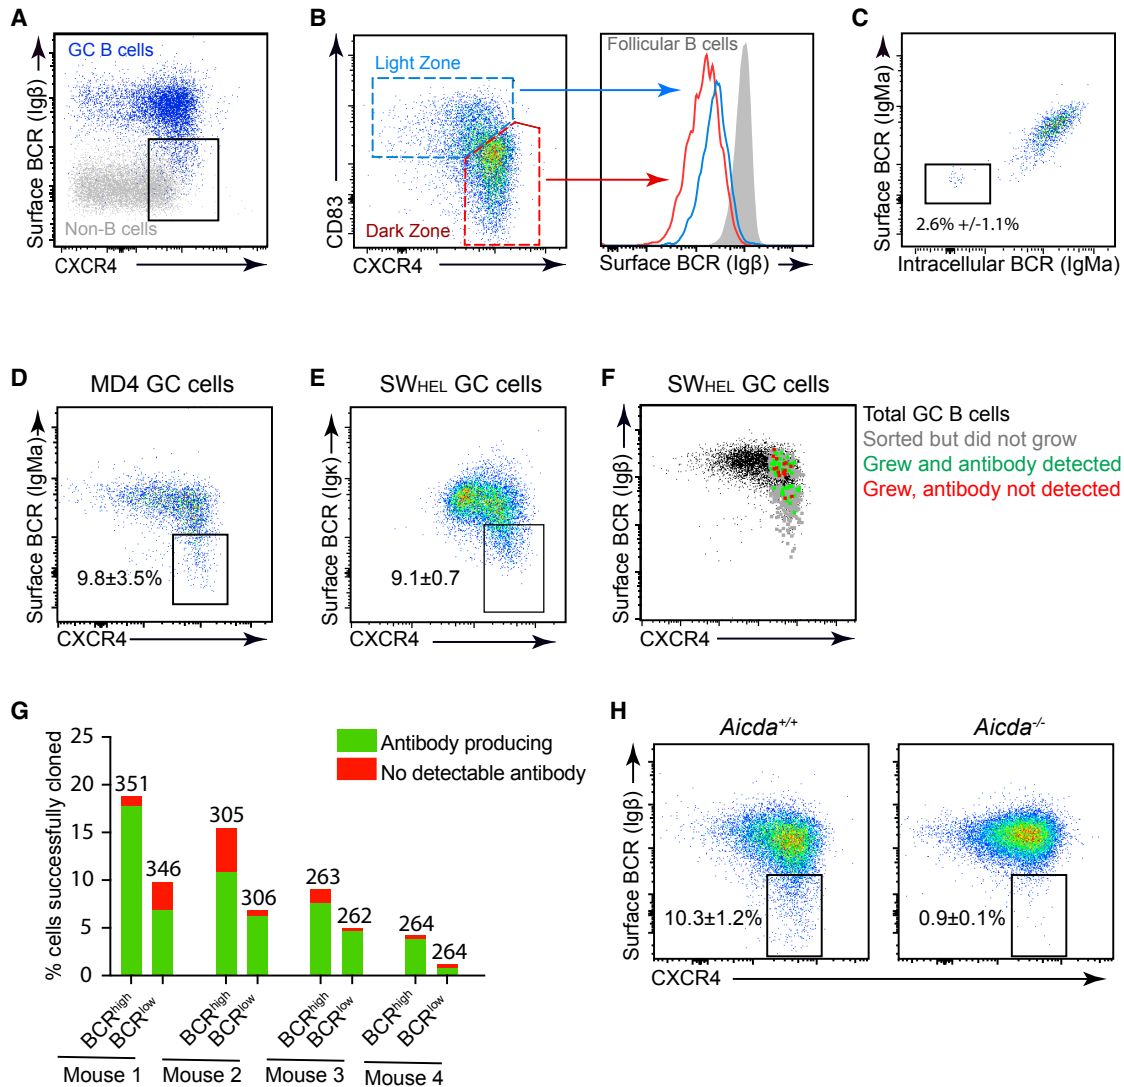 A
GC B cells
Non-B cells
Surface BCR (Igβ)
CXCR4
B
Light Zone
Dark Zone
CD83
CXCR4
Follicular B cells
Surface BCR (Igβ)
C
Surface BCR (IgMa)
2.6% +/-1.1%
Intracellular BCR (IgMa)
D
MD4 GC cells
Surface BCR (IgMa)
9.8±3.5%
CXCR4
E
SWHEL GC cells
Surface BCR (Igκ)
9.1±0.7
CXCR4
F
SWHEL GC cells
Surface BCR (Igβ)
CXCR4
Total GC B cells
Sorted but did not grow
Grew and antibody detected
Grew, antibody not detected
G
% cells successfully cloned
25
20
15
10
5
0
Antibody producing
No detectable antibody
351
346
305
306
263
262
264
264
BCRhigh
BCRlow
BCRhigh
BCRlow
BCRhigh
BCRlow
BCRhigh
BCRlow
Mouse 1
Mouse 2
Mouse 3
Mouse 4
H
Aicda+/+
Aicda-/-
Surface BCR (Igβ)
10.3±1.2%
0.9±0.1%
CXCR4